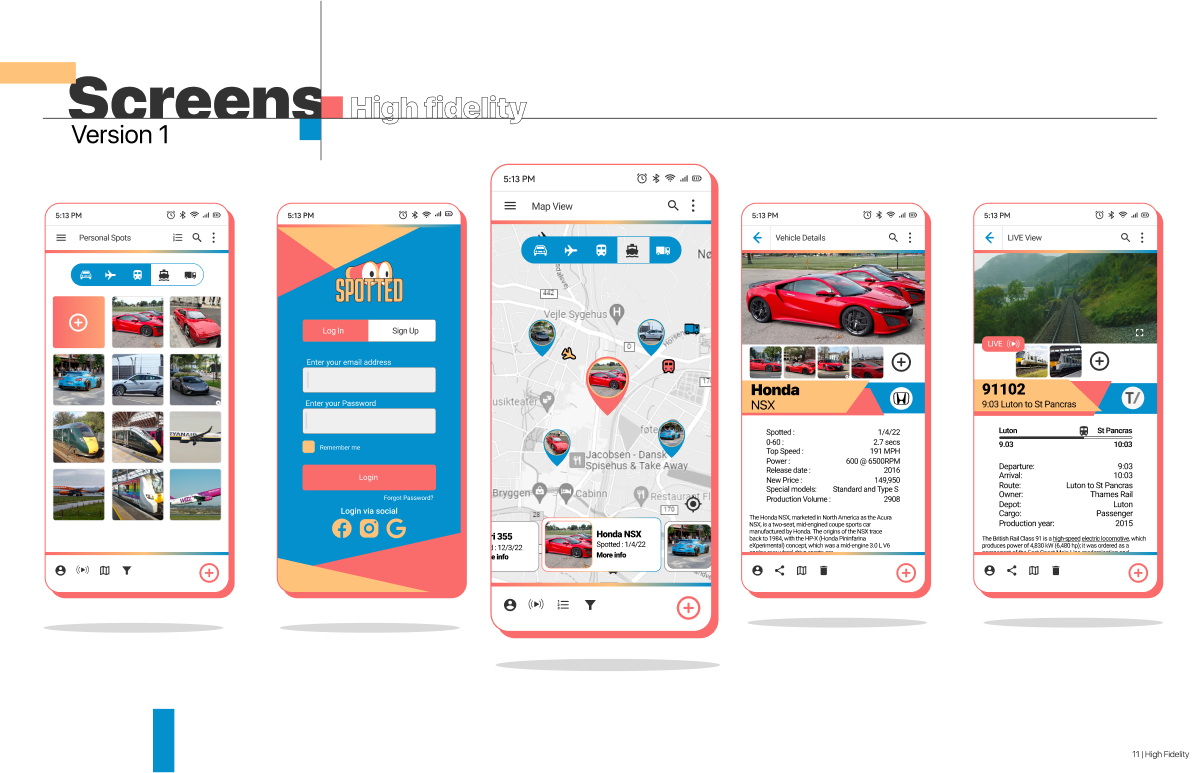 Screens
High fidelity
Version 1
5:13 PM
Personal Spots
RYANAIR
WIZZ
5:13 PM
SPOTTED
Log In
Sign Up
Enter your email address
Enter your Password
Remember me
Login
Forgot Password?
Login via social
5:13 PM
Map View
Nø
442
Vejle Sygehus
0
170
usikteater
føtex
Jacobsen - Dansk
Spisehus & Take Away
Bryggen
Cabinn
Restaurant Fl
28
170
ri 355
1: 12/3/22
e info
Honda NSX
Spotted : 1/4/22
More info
5:13 PM
Vehicle Details
Honda
NSX
Spotted : 1/4/22
0-60 : 2.7 secs
Top Speed : 191 MPH
Power : 600 @ 6500RPM
Release date : 2016
New Price : 149,950
Special models: Standard and Type S
Production Volume : 2908
The Honda NSX, marketed in North America as the Acura
NSX, is a two-seat, mid-engined coupe sports car
manufactured by Honda. The origins of the NSX trace
back to 1984, with the HP-X (Honda Pininfarina
eXperimental) concept, which was a mid-engine 3.0 L V6
5:13 PM
LIVE View
LIVE
91102
9:03 Luton to St Pancras
T/
Luton St Pancras
9.03 10:03
Departure: 9:03
Arrival: 10:03
Route: Luton to St Pancras
Owner: Thames Rail
Depot: Luton
Cargo: Passenger
Production year: 2015
The British Rail Class 91 is a high-speed electric locomotive, which
produces power of 4,830 kW (6,480 hp); it was ordered as a
11 | High Fidelity